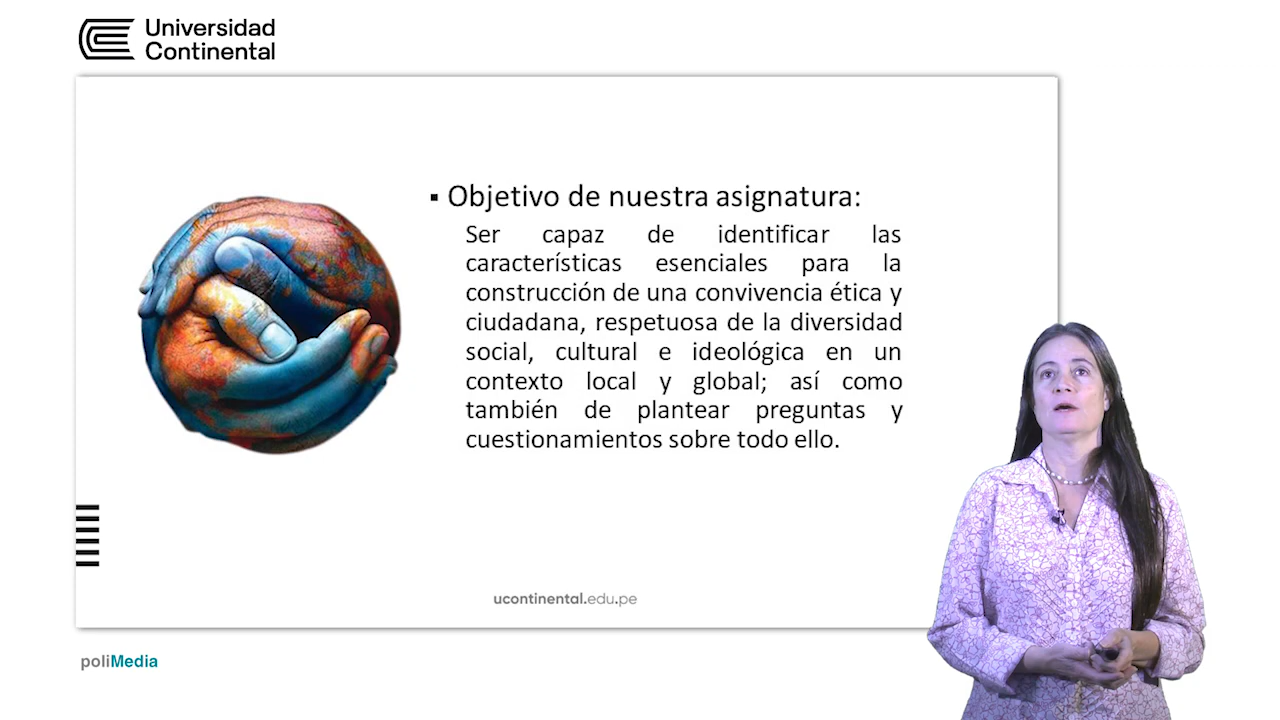 Universidad
Continental
▪ Objetivo de nuestra asignatura:
Ser capaz de identificar las
características esenciales para la
construcción de una convivencia ética y
ciudadana, respetuosa de la diversidad
social, cultural e ideológica en un
contexto local y global; así como
también de plantear preguntas y
cuestionamientos sobre todo ello.
ucontinental.edu.pe
poliMedia